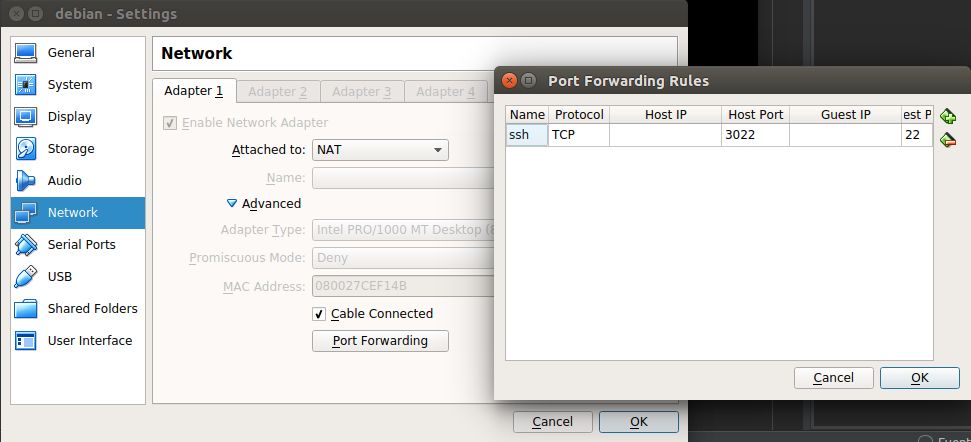 debian - Settings
General
System
Display
Storage
Audio
Network
Serial Ports
USB
Shared Folders
User Interface
Network
Adapter 1 Adapter 2 Adapter 3 Adapter 4
Enable Network Adapter
Attached to: NAT
Name:
Advanced
Adapter Type: Intel PRO/1000 MT Desktop (8
Promiscuous Mode: Deny
MAC Address: 080027CEF14B
Cable Connected
Port Forwarding
Cancel OK
Port Forwarding Rules
Name Protocol Host IP Host Port Guest IP est P
ssh TCP 3022 22
Cancel OK